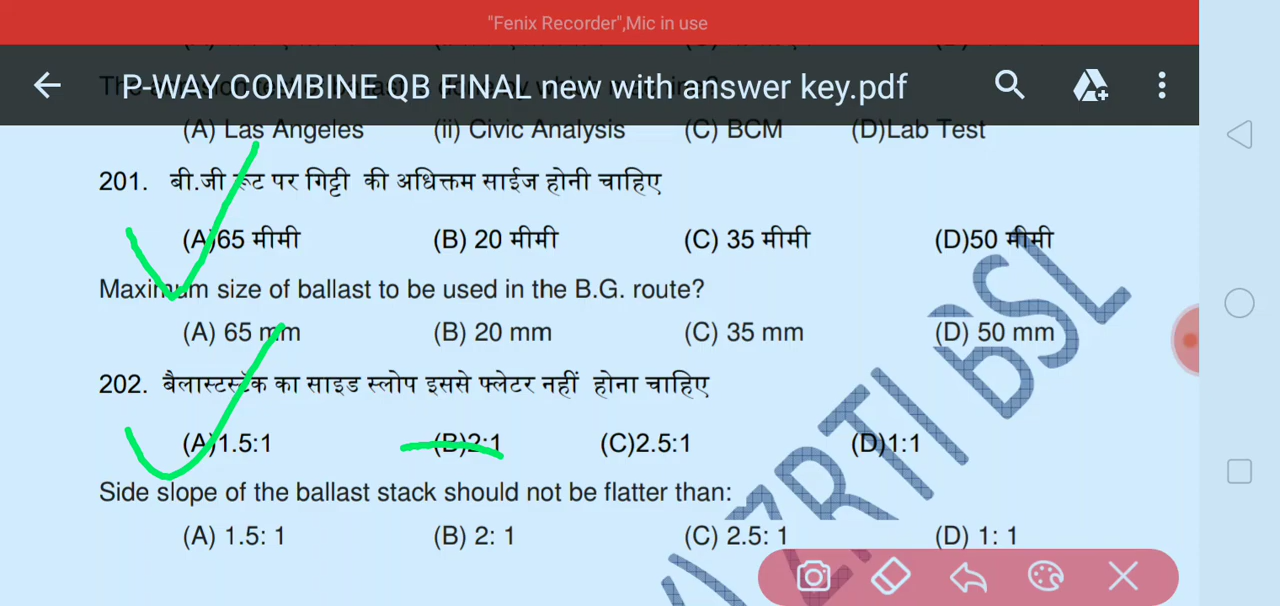 "Fenix Recorder",Mic in use
P-WAY COMBINE QB FINAL new with answer key.pdf
(A) Las Angeles (ii) Civic Analysis (C) BCM (D)Lab Test
201. बी.जी रूट पर गिट्टी की अधिक्तम साईज होनी चाहिए
(A)65 मीमी (B) 20 मीमी (C) 35 मीमी (D)50 मीमी
Maximum size of ballast to be used in the B.G. route?
(A) 65 mm (B) 20 mm (C) 35 mm (D) 50 mm
202. बैलास्टस्टॅक का साइड स्लोप इससे फ्लेटर नहीं होना चाहिए
(A)1.5:1 (B)2:1 (C)2.5:1 (D)1:1
Side slope of the ballast stack should not be flatter than:
(A) 1.5: 1 (B) 2: 1 (C) 2.5: 1 (D) 1: 1
ZRTI BSL